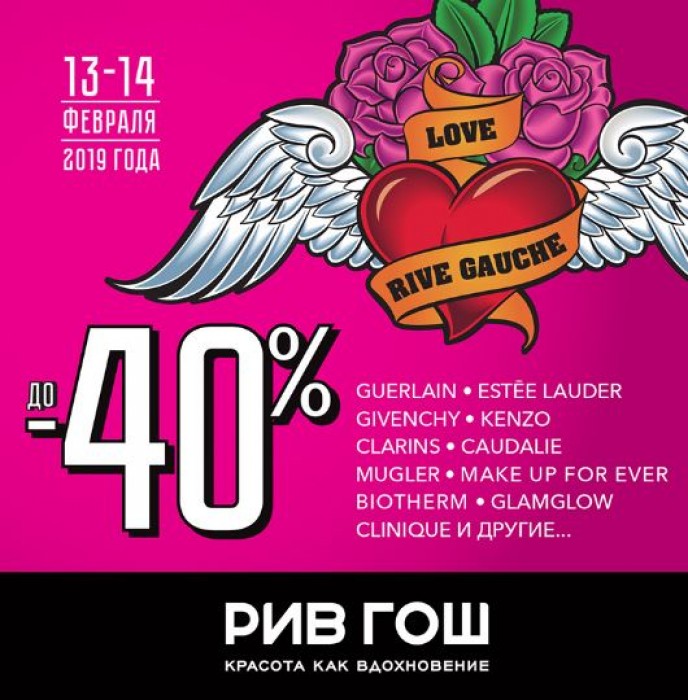 13-14
ФЕВРАЛЯ
2019 ГОДА
LOVE
RIVE GAUCHE
ДО
-40%
GUERLAIN • ESTĒE LAUDER
GIVENCHY • KENZO
CLARINS • CAUDALIE
MUGLER • MAKE UP FOR EVER
BIOTHERM • GLAMGLOW
CLINIQUE И ДРУГИЕ...
РИВ ГОШ
КРАСОТА КАК ВДОХНОВЕНИЕ